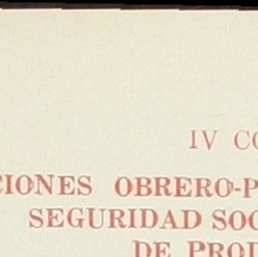 IV CO
CIONES OBRERO-P
SEGURIDAD SOC
DE PROD